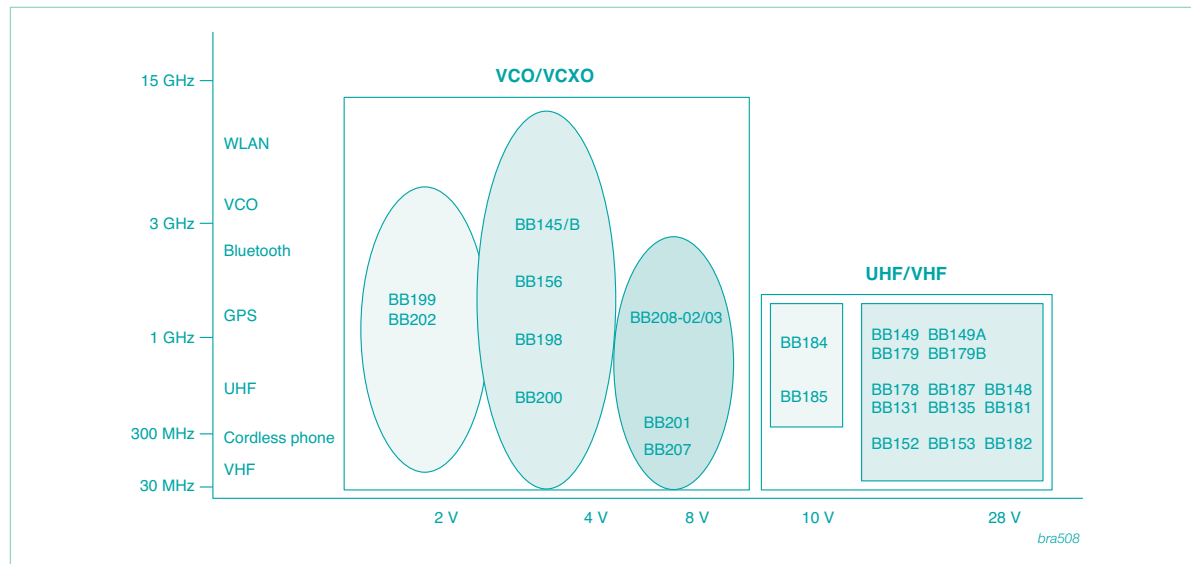 VCO/VCXO
15 GHz
WLAN
VCO
3 GHz
Bluetooth
GPS
1 GHz
UHF
300 MHz
Cordless phone
VHF
30 MHz
BB199
BB202
BB145/B
BB156
BB198
BB200
BB208-02/03
BB201
BB207
UHF/VHF
BB184
BB185
BB149 BB149A
BB179 BB179B
BB178 BB187 BB148
BB131 BB135 BB181
BB152 BB153 BB182
2 V 4 V 8 V 10 V 28 V
bra508